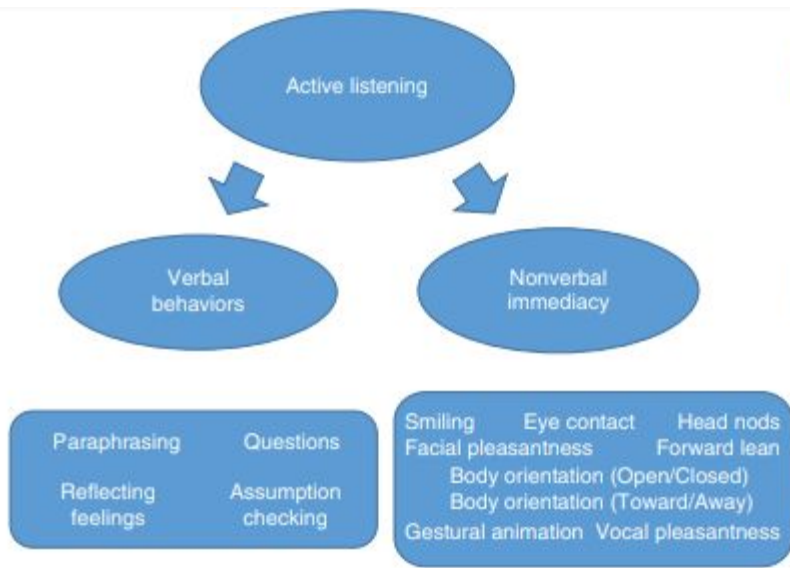 Active listening
Verbal
behaviors
Nonverbal
immediacy
Paraphrasing Questions
Reflecting Assumption
feelings checking
Smiling Eye contact Head nods
Facial pleasantness Forward lean
Body orientation (Open/Closed)
Body orientation (Toward/Away)
Gestural animation Vocal pleasantness